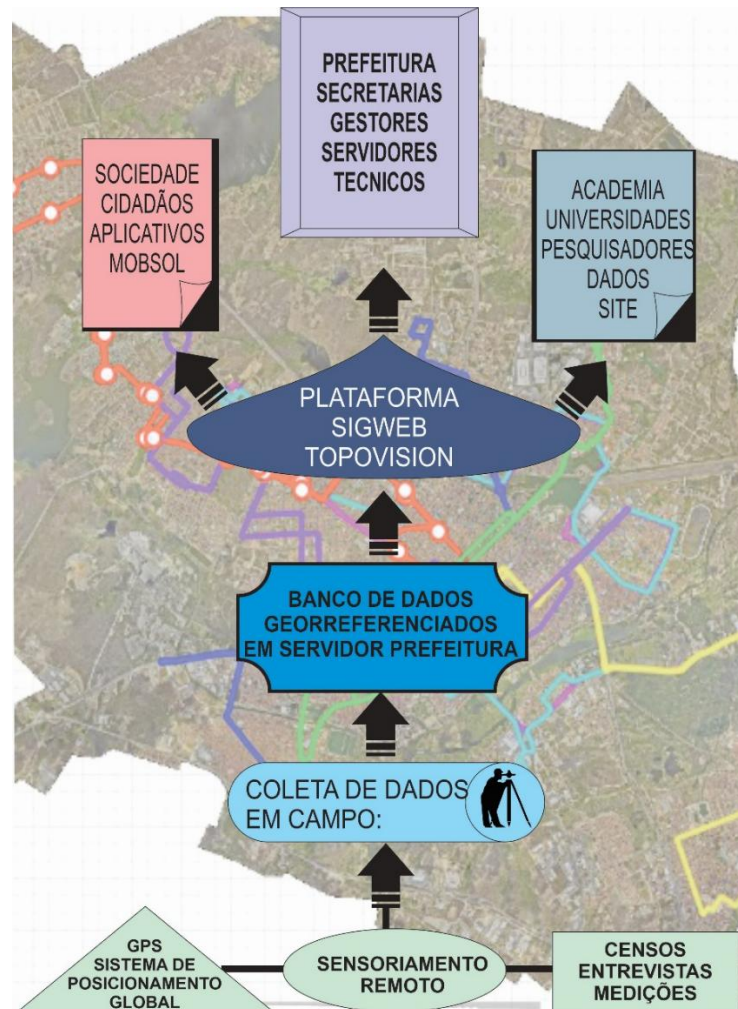 PREFEITURA
SECRETARIAS
GESTORES
SERVIDORES
TECNICOS
SOCIEDADE
CIDADÃOS
APLICATIVOS
MOBSOL
ACADEMIA
UNIVERSIDADES
PESQUISADORES
DADOS
SITE
PLATAFORMA
SIGWEB
TOPOVISION
BANCO DE DADOS
GEORREFERENCIADOS
EM SERVIDOR PREFEITURA
COLETA DE DADOS
EM CAMPO:
GPS
SISTEMA DE
POSICIONAMENTO
GLOBAL
SENSORIAMENTO
REMOTO
CENSOS
ENTREVISTAS
MEDIÇÕES